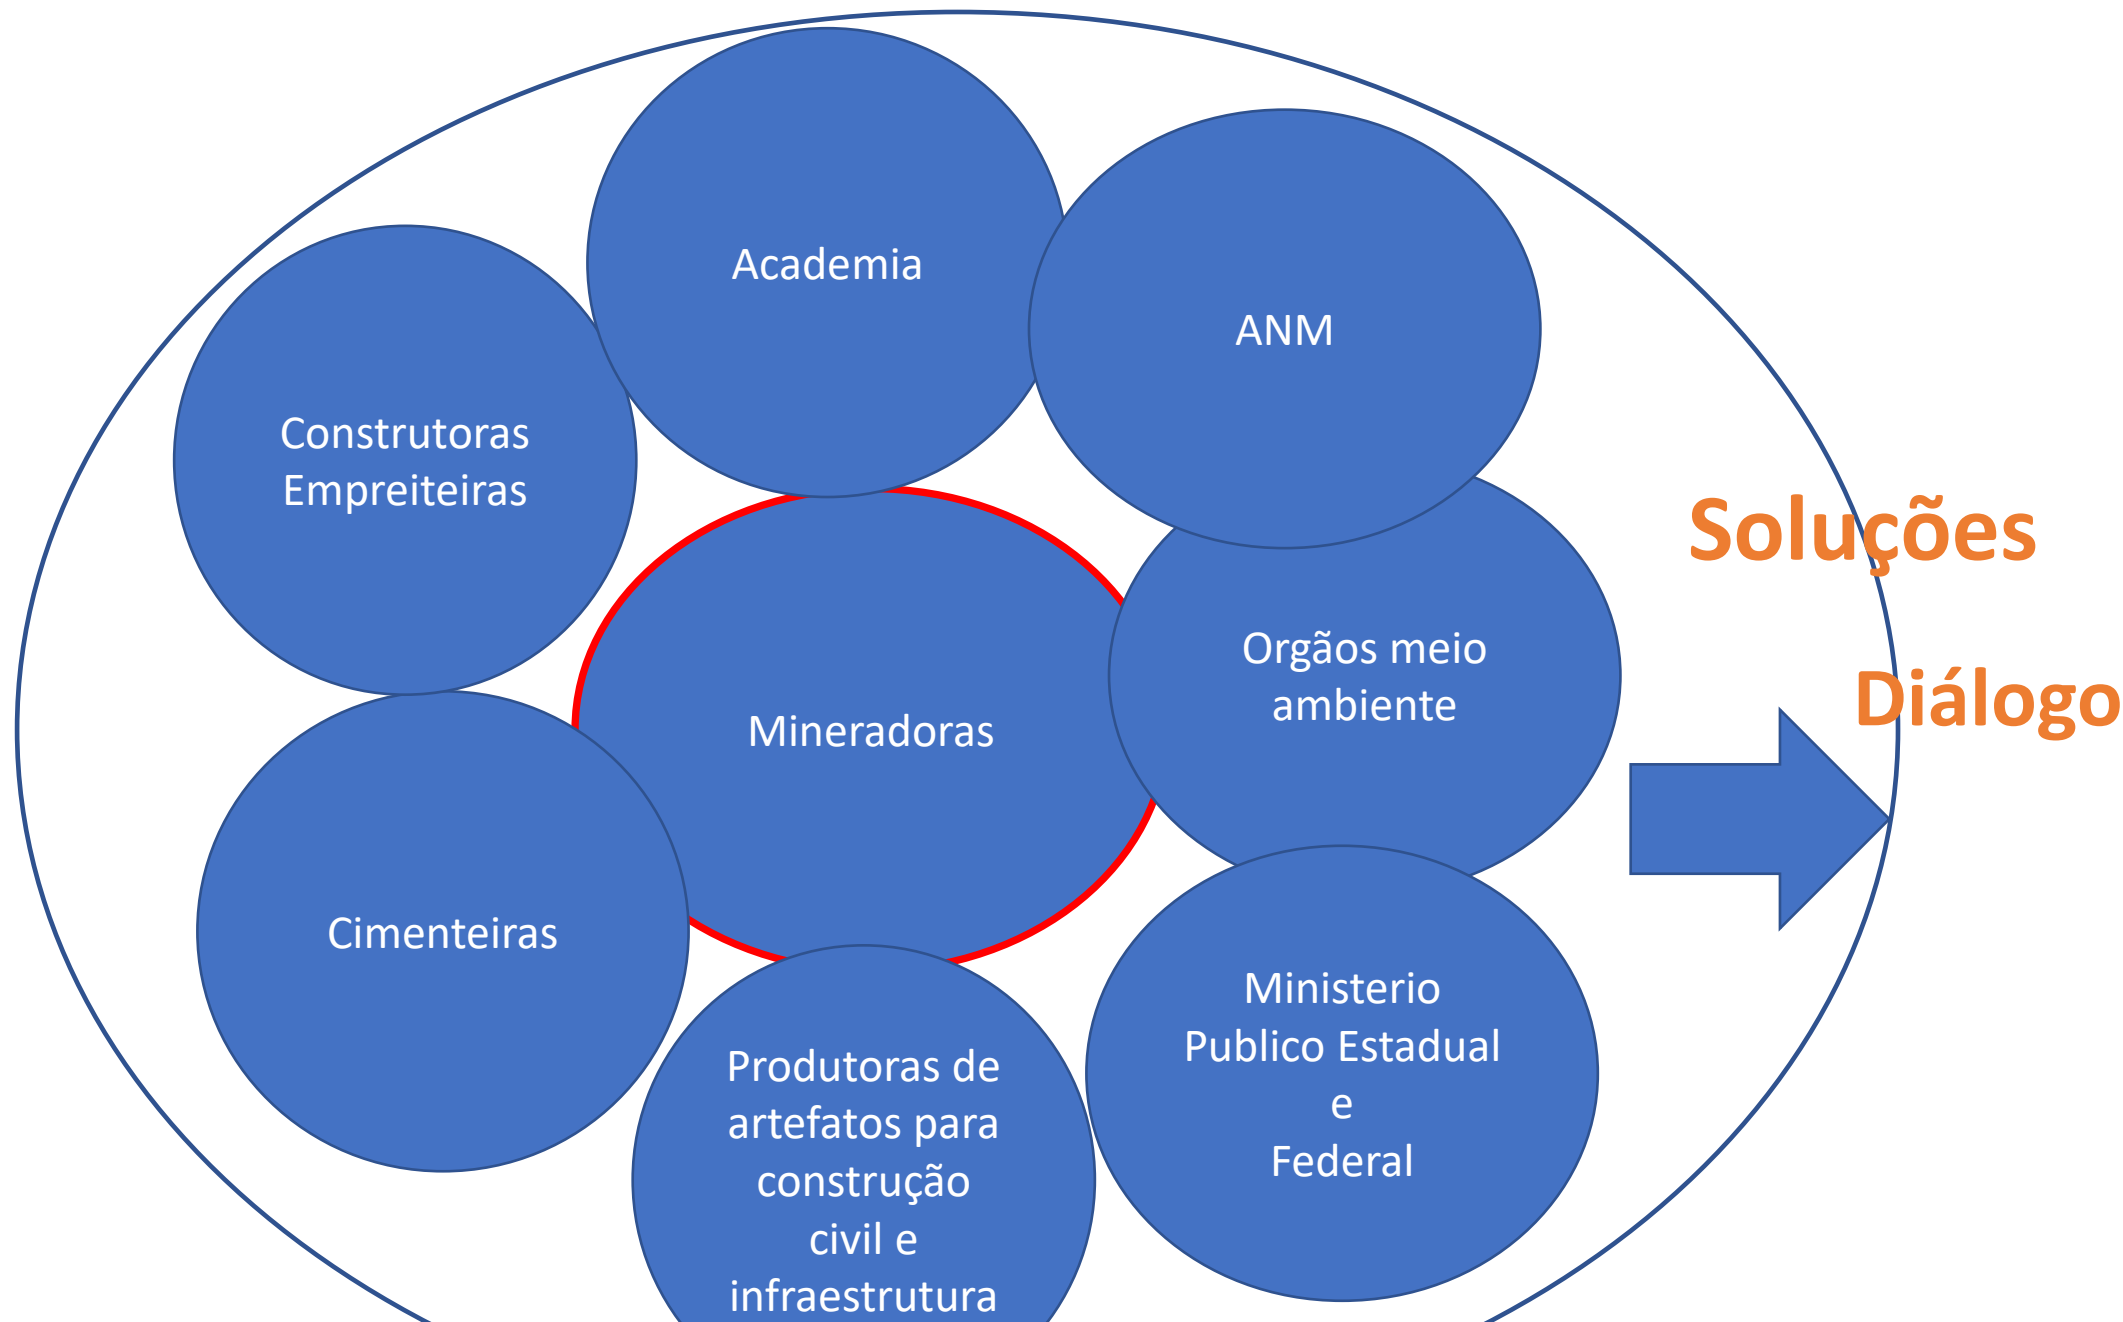 Academia
ANM
Construtoras
Empreiteiras
Soluções
Orgãos meio
ambiente
Diálogo
Mineradoras
Cimenteiras
Ministerio
Publico Estadual
e
Federal
Produtoras de
artefatos para
construção
civil e
infraestrutura